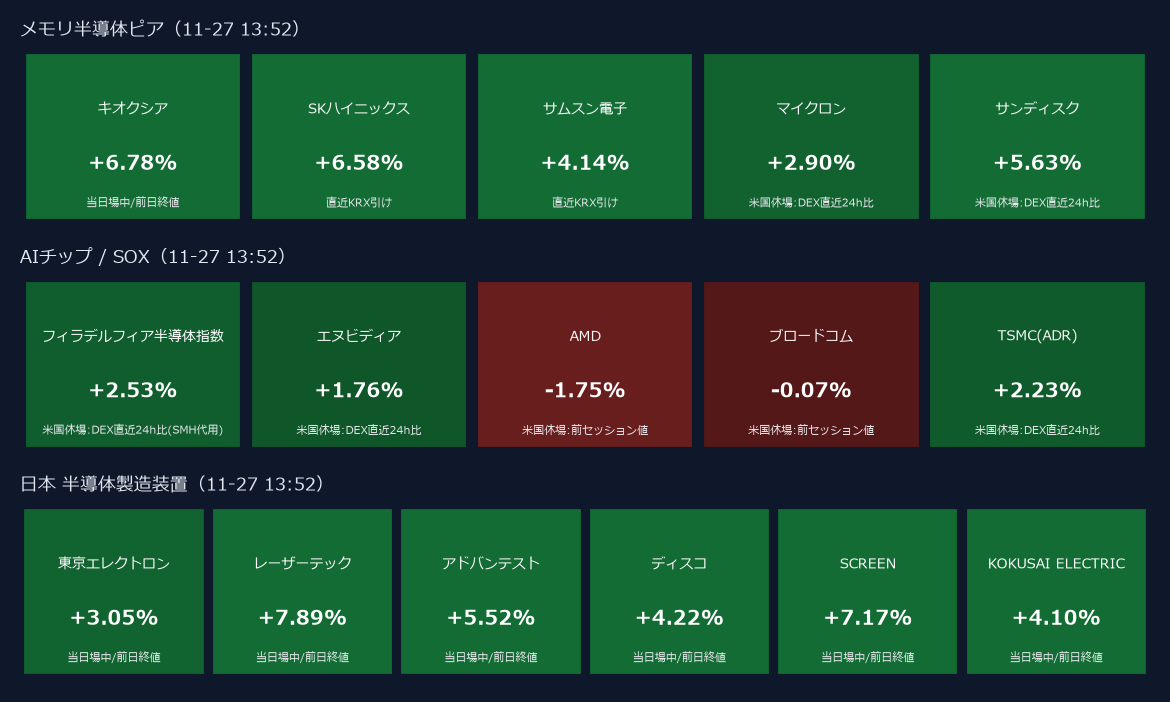 メモリ半導体ピア（11-27 13:52）
キオクシア
+6.78%
当日場中/前日終値
SKハイニックス
+6.58%
直近KRX引け
サムスン電子
+4.14%
直近KRX引け
マイクロン
+2.90%
米国休場:DEX直近24h比
サンディスク
+5.63%
米国休場:DEX直近24h比
AIチップ / SOX（11-27 13:52）
フィラデルフィア半導体指数
+2.53%
米国休場:DEX直近24h比(SMH代用)
エヌビディア
+1.76%
米国休場:DEX直近24h比
AMD
-1.75%
米国休場:前セッション値
ブロードコム
-0.07%
米国休場:前セッション値
TSMC(ADR)
+2.23%
米国休場:DEX直近24h比
日本 半導体製造装置（11-27 13:52）
東京エレクトロン
+3.05%
当日場中/前日終値
レーザーテック
+7.89%
当日場中/前日終値
アドバンテスト
+5.52%
当日場中/前日終値
ディスコ
+4.22%
当日場中/前日終値
SCREEN
+7.17%
当日場中/前日終値
KOKUSAI ELECTRIC
+4.10%
当日場中/前日終値